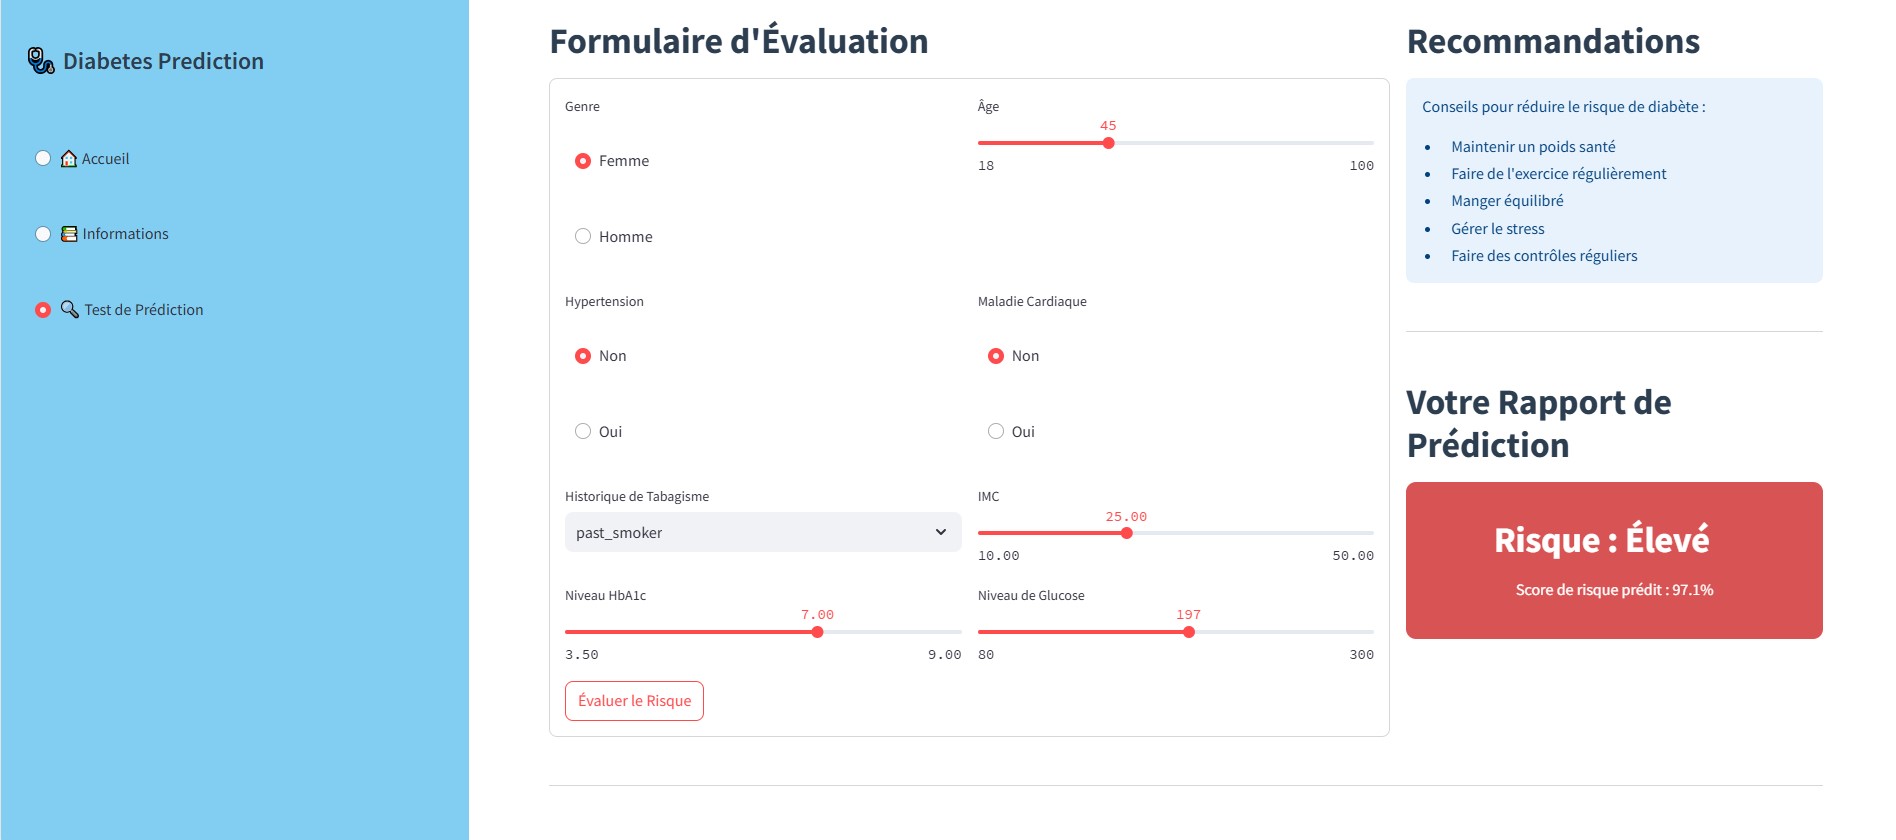 Diabetes Prediction
Accueil
Informations
Test de Prédiction
Formulaire d'Évaluation
Genre
Femme
Homme
Âge
45
18 100
Hypertension
Non
Oui
Maladie Cardiaque
Non
Oui
Historique de Tabagisme
past_smoker
IMC
25.00
10.00 50.00
Niveau HbA1c
7.00
3.50 9.00
Niveau de Glucose
197
80 300
Évaluer le Risque
Recommandations
Conseils pour réduire le risque de diabète :
• Maintenir un poids santé
• Faire de l'exercice régulièrement
• Manger équilibré
• Gérer le stress
• Faire des contrôles réguliers
Votre Rapport de
Prédiction
Risque : Élevé
Score de risque prédit : 97.1%